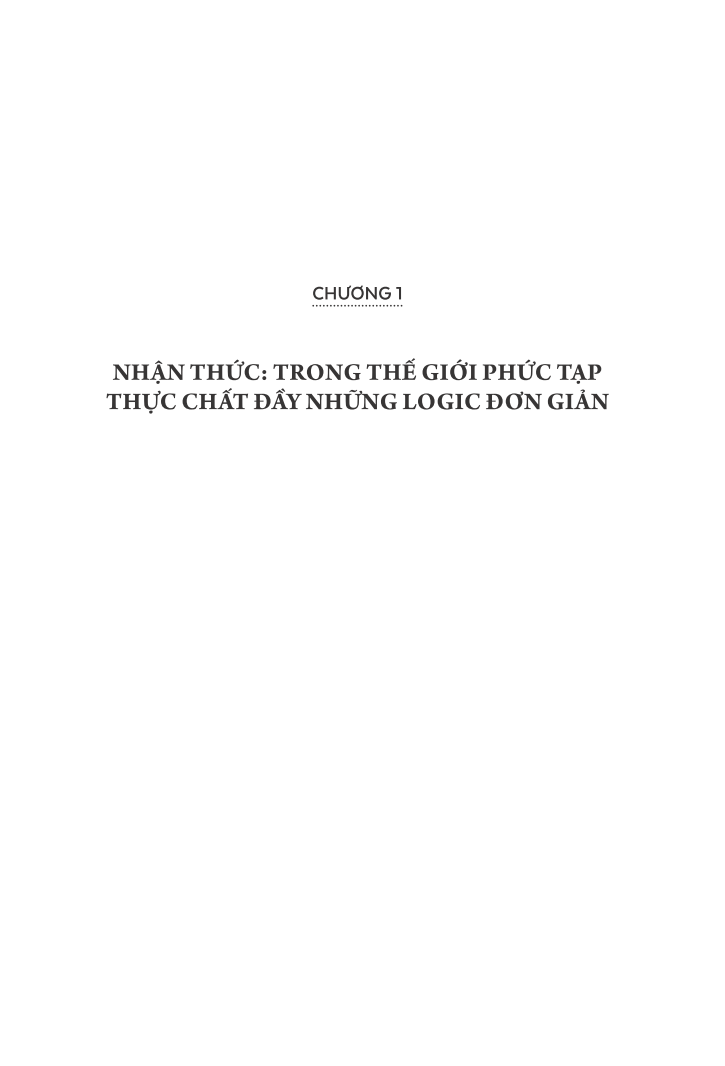 CHƯƠNG 1
NHẬN THỨC: TRONG THẾ GIỚI PHỨC TẠP
THỰC CHẤT ĐẦY NHỮNG LOGIC ĐƠN GIẢN